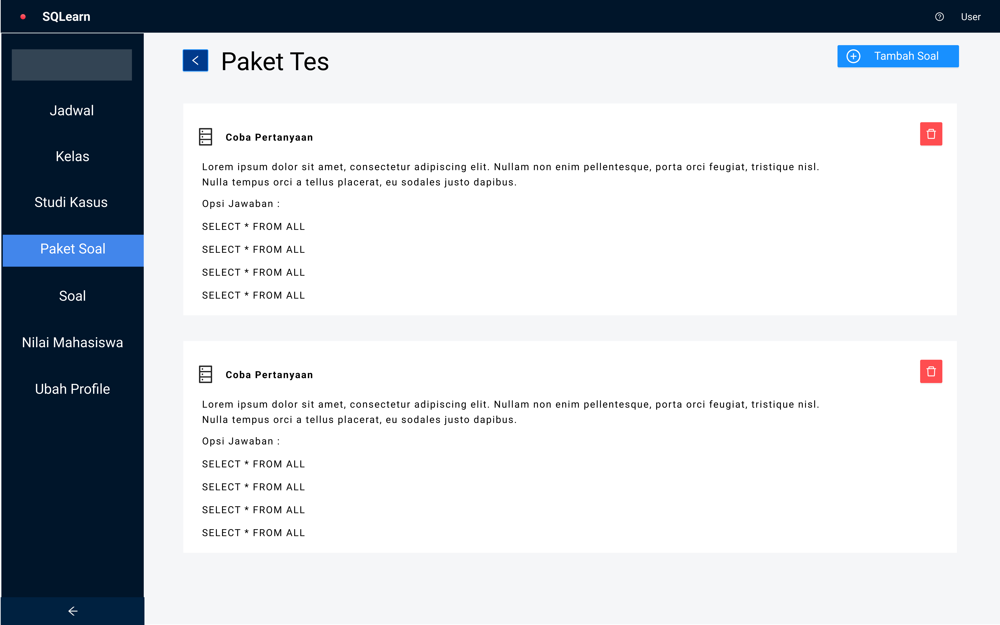 SQLearn
User
Jadwal
Kelas
Studi Kasus
Paket Soal
Soal
Nilai Mahasiswa
Ubah Profile
Paket Tes
Tambah Soal
Coba Pertanyaan
Lorem ipsum dolor sit amet, consectetur adipiscing elit. Nullam non enim pellentesque, porta orci feugiat, tristique nisl.
Nulla tempus orci a tellus placerat, eu sodales justo dapibus.
Opsi Jawaban :
SELECT * FROM ALL
SELECT * FROM ALL
SELECT * FROM ALL
SELECT * FROM ALL
Coba Pertanyaan
Lorem ipsum dolor sit amet, consectetur adipiscing elit. Nullam non enim pellentesque, porta orci feugiat, tristique nisl.
Nulla tempus orci a tellus placerat, eu sodales justo dapibus.
Opsi Jawaban :
SELECT * FROM ALL
SELECT * FROM ALL
SELECT * FROM ALL
SELECT * FROM ALL